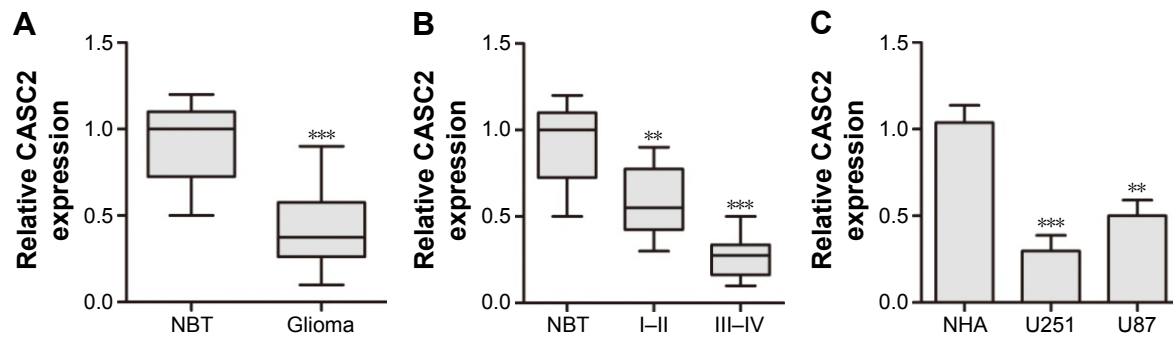 A
Relative CASC2
expression
1.5
1.0
0.5
0.0
***
NBT
Glioma
B
Relative CASC2
expression
1.5
1.0
0.5
0.0
**
***
NBT
I–II
III–IV
C
Relative CASC2
expression
1.5
1.0
0.5
0.0
***
**
NHA
U251
U87